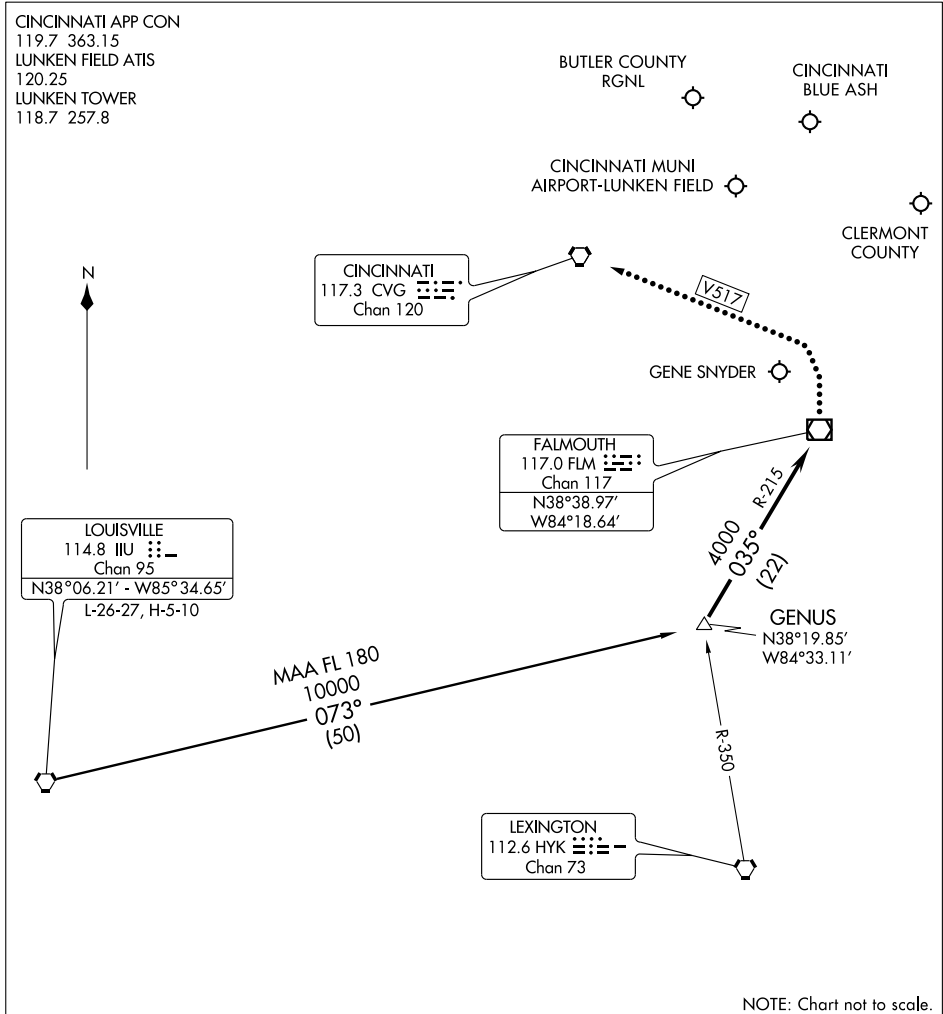 CINCINNATI APP CON
119.7 363.15
LUNKEN FIELD ATIS
120.25
LUNKEN TOWER
118.7 257.8
BUTLER COUNTY
RGNL
CINCINNATI
BLUE ASH
CINCINNATI MUNI
AIRPORT-LUNKEN FIELD
CLERMONT
COUNTY
N
CINCINNATI
117.3 CVG
Chan 120
V517
GENE SNYDER
FALMOUTH
117.0 FLM
Chan 117
N38°38.97'
W84°18.64'
R-215
4000
035°
(22)
LOUISVILLE
114.8 IIU
Chan 95
N38°06.21' - W85°34.65'
L-26-27, H-5-10
GENUS
N38°19.85'
W84°33.11'
MAA FL 180
10000
073°
(50)
R-350
LEXINGTON
112.6 HYK
Chan 73
NOTE: Chart not to scale.